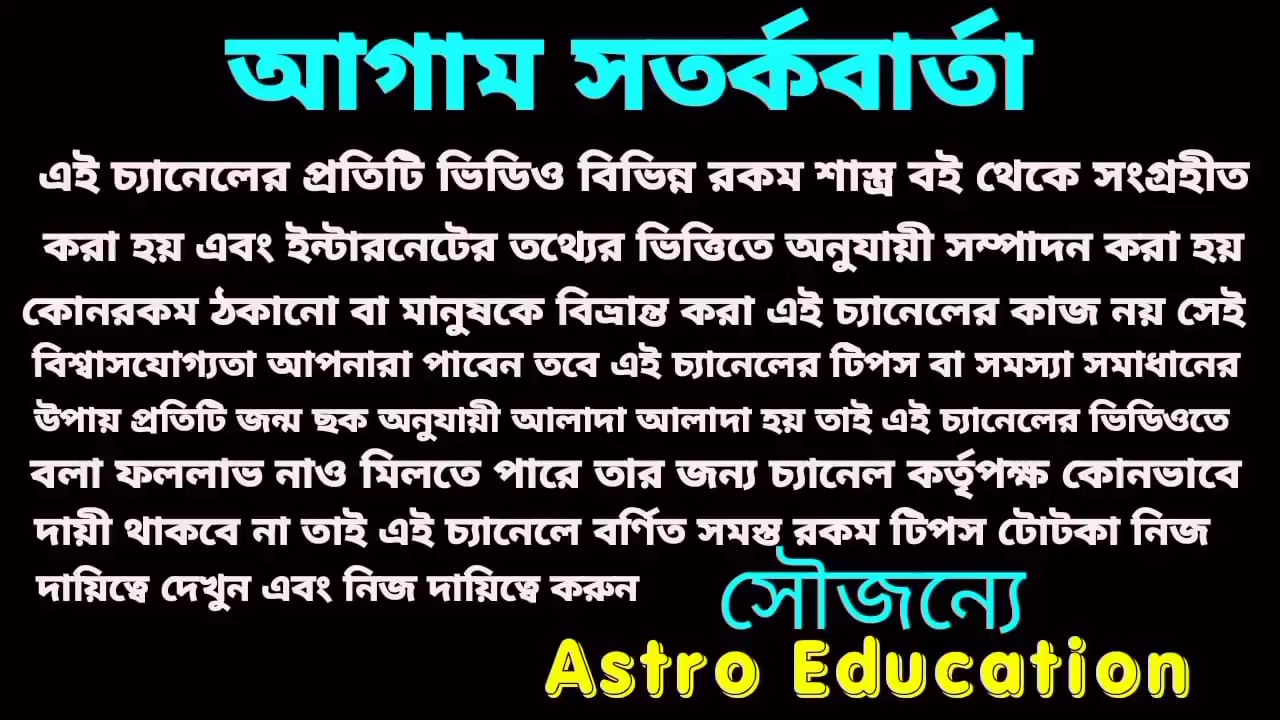 আগাম সতর্কবার্তা
এই চ্যানেলের প্রতিটি ভিডিও বিভিন্ন রকম শাস্ত্র বই থেকে সংগ্রহীত
করা হয় এবং ইন্টারনেটের তথ্যের ভিত্তিতে অনুযায়ী সম্পাদন করা হয়
কোনরকম ঠকানো বা মানুষকে বিভ্রান্ত করা এই চ্যানেলের কাজ নয় সেই
বিশ্বাসযোগ্যতা আপনারা পাবেন তবে এই চ্যানেলের টিপস বা সমস্যা সমাধানের
উপায় প্রতিটি জন্ম ছক অনুযায়ী আলাদা আলাদা হয় তাই এই চ্যানেলের ভিডিওতে
বলা ফললাভ নাও মিলতে পারে তার জন্য চ্যানেল কর্তৃপক্ষ কোনভাবে
দায়ী থাকবে না তাই এই চ্যানেলে বর্ণিত সমস্ত রকম টিপস টোটকা নিজ
দায়িত্বে দেখুন এবং নিজ দায়িত্বে করুন
সৌজন্যে
Astro Education